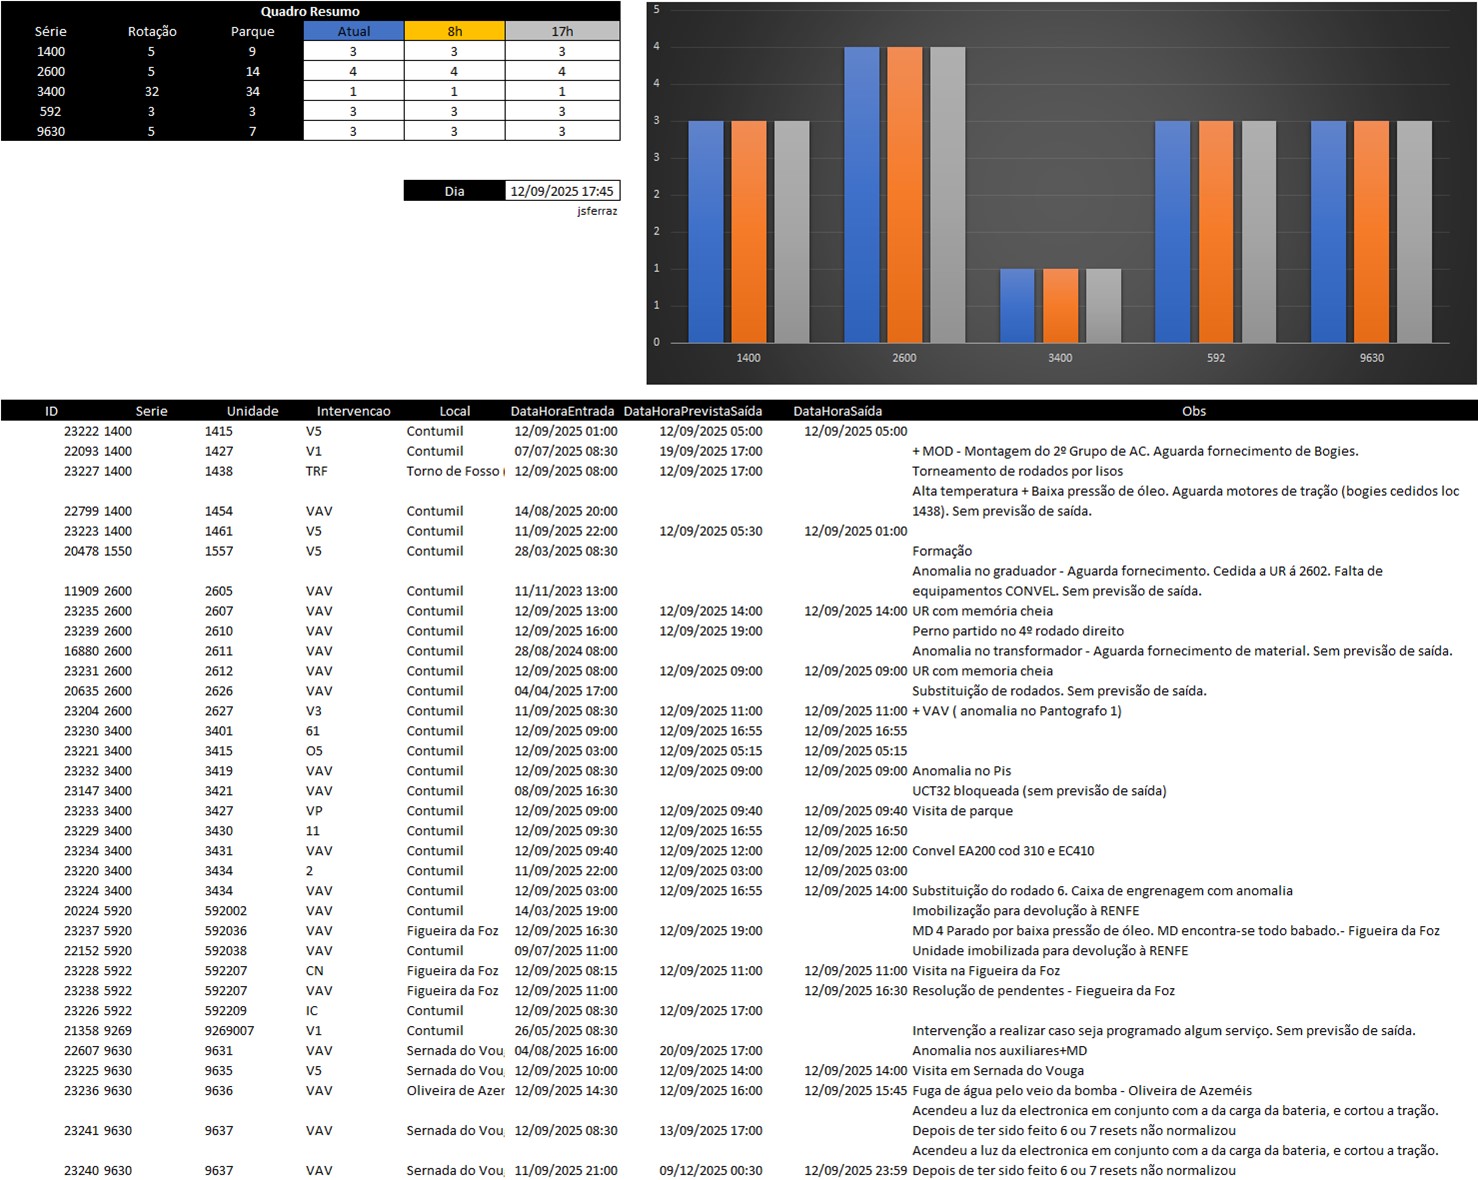 Quadro Resumo
Série Rotação Parque Atual 8h 17h
1400 5 9 3 3 3
2600 5 14 4 4 4
3400 32 34 1 1 1
592 3 3 3 3 3
9630 5 7 3 3 3
Dia 12/09/2025 17:45
jsferraz
5
4
4
3
3
2
2
1
1
0
1400 2600 3400 592 9630
ID Serie Unidade Intervencao Local DataHoraEntrada DataHoraPrevistaSaída DataHoraSaída Obs
23222 1400 1415 V5 Contumil 12/09/2025 01:00 12/09/2025 05:00 12/09/2025 05:00
22093 1400 1427 V1 Contumil 07/07/2025 08:30 19/09/2025 17:00 + MOD - Montagem do 2º Grupo de AC. Aguarda fornecimento de Bogies.
23227 1400 1438 TRF Torno de Fosso ( 12/09/2025 08:00 12/09/2025 17:00 Torneamento de rodados por lisos
Alta temperatura + Baixa pressão de óleo. Aguarda motores de tração (bogies cedidos loc
22799 1400 1454 VAV Contumil 14/08/2025 20:00 1438). Sem previsão de saída.
23223 1400 1461 V5 Contumil 11/09/2025 22:00 12/09/2025 05:30 12/09/2025 01:00
20478 1550 1557 V5 Contumil 28/03/2025 08:30 Formação
Anomalia no graduador - Aguarda fornecimento. Cedida a UR á 2602. Falta de
11909 2600 2605 VAV Contumil 11/11/2023 13:00 equipamentos CONVEL. Sem previsão de saída.
23235 2600 2607 VAV Contumil 12/09/2025 13:00 12/09/2025 14:00 12/09/2025 14:00 UR com memória cheia
23239 2600 2610 VAV Contumil 12/09/2025 16:00 12/09/2025 19:00 Perno partido no 4º rodado direito
16880 2600 2611 VAV Contumil 28/08/2024 08:00 Anomalia no transformador - Aguarda fornecimento de material. Sem previsão de saída.
23231 2600 2612 VAV Contumil 12/09/2025 08:00 12/09/2025 09:00 12/09/2025 09:00 UR com memoria cheia
20635 2600 2626 VAV Contumil 04/04/2025 17:00 Substituição de rodados. Sem previsão de saída.
23204 2600 2627 V3 Contumil 11/09/2025 08:30 12/09/2025 11:00 12/09/2025 11:00 + VAV ( anomalia no Pantografo 1)
23230 3400 3401 61 Contumil 12/09/2025 09:00 12/09/2025 16:55 12/09/2025 16:55
23221 3400 3415 O5 Contumil 12/09/2025 03:00 12/09/2025 05:15 12/09/2025 05:15
23232 3400 3419 VAV Contumil 12/09/2025 08:30 12/09/2025 09:00 12/09/2025 09:00 Anomalia no Pis
23147 3400 3421 VAV Contumil 08/09/2025 16:30 UCT32 bloqueada (sem previsão de saída)
23233 3400 3427 VP Contumil 12/09/2025 09:00 12/09/2025 09:40 12/09/2025 09:40 Visita de parque
23229 3400 3430 11 Contumil 12/09/2025 09:30 12/09/2025 16:55 12/09/2025 16:50
23234 3400 3431 VAV Contumil 12/09/2025 09:40 12/09/2025 12:00 12/09/2025 12:00 Convel EA200 cod 310 e EC410
23220 3400 3434 2 Contumil 11/09/2025 22:00 12/09/2025 03:00 12/09/2025 03:00
23224 3400 3434 VAV Contumil 12/09/2025 03:00 12/09/2025 16:55 12/09/2025 14:00 Substituição do rodado 6. Caixa de engrenagem com anomalia
20224 5920 592002 VAV Contumil 14/03/2025 19:00 Imobilização para devolução à RENFE
23237 5920 592036 VAV Figueira da Foz 12/09/2025 16:30 12/09/2025 19:00 MD 4 Parado por baixa pressão de óleo. MD encontra-se todo babado.- Figueira da Foz
22152 5920 592038 VAV Contumil 09/07/2025 11:00 Unidade imobilizada para devolução à RENFE
23228 5922 592207 CN Figueira da Foz 12/09/2025 08:15 12/09/2025 11:00 12/09/2025 11:00 Visita na Figueira da Foz
23238 5922 592207 VAV Figueira da Foz 12/09/2025 11:00 12/09/2025 16:30 Resolução de pendentes - Fiegueira da Foz
23226 5922 592209 IC Contumil 12/09/2025 08:30 12/09/2025 17:00
21358 9269 9269007 V1 Contumil 26/05/2025 08:30 Intervenção a realizar caso seja programado algum serviço. Sem previsão de saída.
22607 9630 9631 VAV Sernada do Vou 04/08/2025 16:00 20/09/2025 17:00 Anomalia nos auxiliares+MD
23225 9630 9635 V5 Sernada do Vou 12/09/2025 10:00 12/09/2025 14:00 12/09/2025 14:00 Visita em Sernada do Vouga
23236 9630 9636 VAV Oliveira de Azer 12/09/2025 14:30 12/09/2025 16:00 12/09/2025 15:45 Fuga de água pelo veio da bomba - Oliveira de Azeméis
Acendeu a luz da electronica em conjunto com a da carga da bateria, e cortou a tração.
23241 9630 9637 VAV Sernada do Vou 12/09/2025 08:30 13/09/2025 17:00 Depois de ter sido feito 6 ou 7 resets não normalizou
Acendeu a luz da electronica em conjunto com a da carga da bateria, e cortou a tração.
23240 9630 9637 VAV Sernada do Vou 11/09/2025 21:00 09/12/2025 00:30 12/09/2025 23:59 Depois de ter sido feito 6 ou 7 resets não normalizou